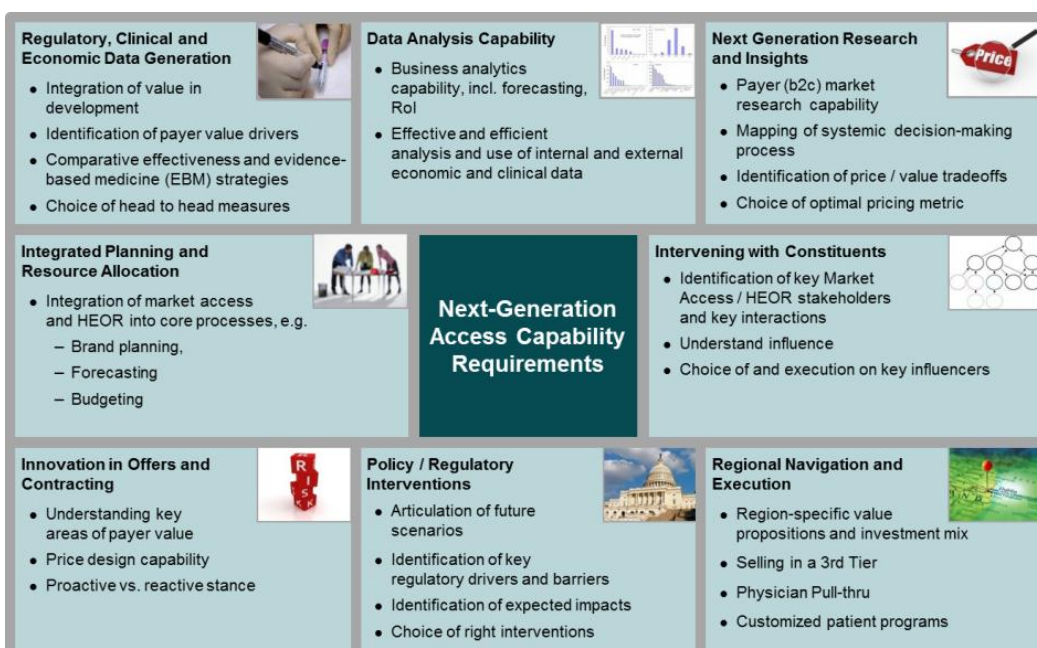 Regulatory, Clinical and
Economic Data Generation
• Integration of value in
development
• Identification of payer value drivers
• Comparative effectiveness and evidence-
based medicine (EBM) strategies
• Choice of head to head measures
Data Analysis Capability
• Business analytics
capability, incl. forecasting,
RoI
• Effective and efficient
analysis and use of internal and external
economic and clinical data
Next Generation Research
and Insights
Price
• Payer (b2c) market
research capability
• Mapping of systemic decision-making
process
• Identification of price / value tradeoffs
• Choice of optimal pricing metric
Integrated Planning and
Resource Allocation
• Integration of market access
and HEOR into core processes, e.g.
– Brand planning,
– Forecasting
– Budgeting
Next-Generation
Access Capability
Requirements
Intervening with Constituents
• Identification of key Market
Access / HEOR stakeholders
and key interactions
• Understand influence
• Choice of and execution on key influencers
Innovation in Offers and
Contracting
R
I
S
K
• Understanding key
areas of payer value
• Price design capability
• Proactive vs. reactive stance
Policy / Regulatory
Interventions
• Articulation of future
scenarios
• Identification of key
regulatory drivers and barriers
• Identification of expected impacts
• Choice of right interventions
Regional Navigation and
Execution
• Region-specific value
propositions and investment mix
• Selling in a 3rd Tier
• Physician Pull-thru
• Customized patient programs